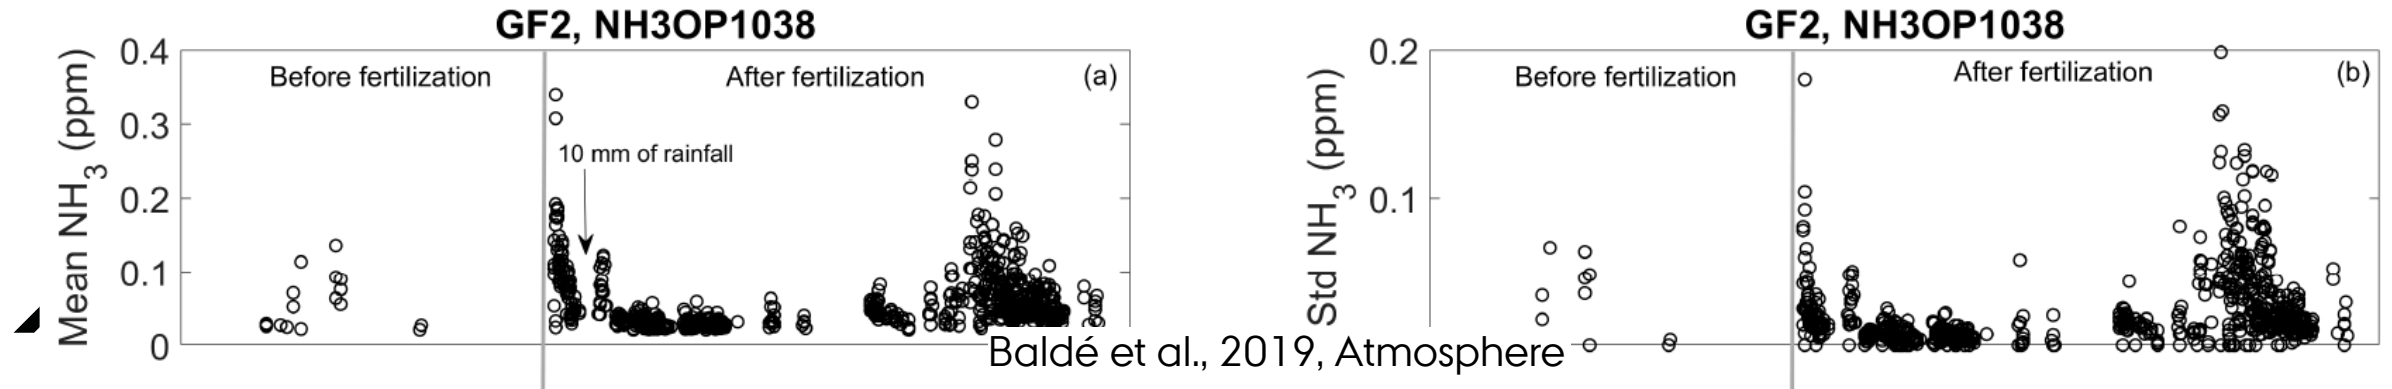 GF2, NH3OP1038
0.4
0.3
0.2
0.1
0
Mean NH3 (ppm)
Before fertilization
After fertilization
(a)
10 mm of rainfall
GF2, NH3OP1038
0.2
0.1
Std NH3 (ppm)
Before fertilization
After fertilization
(b)
Baldé et al., 2019, Atmosphere